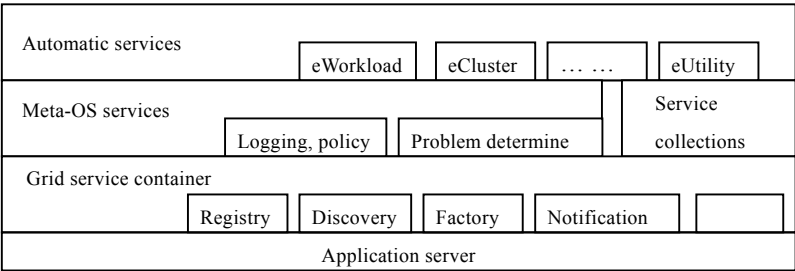 Automatic services
eWorkload eCluster … … eUtility
Meta-OS services
Service
collections
Logging, policy Problem determine
Grid service container
Registry Discovery Factory Notification
Application server